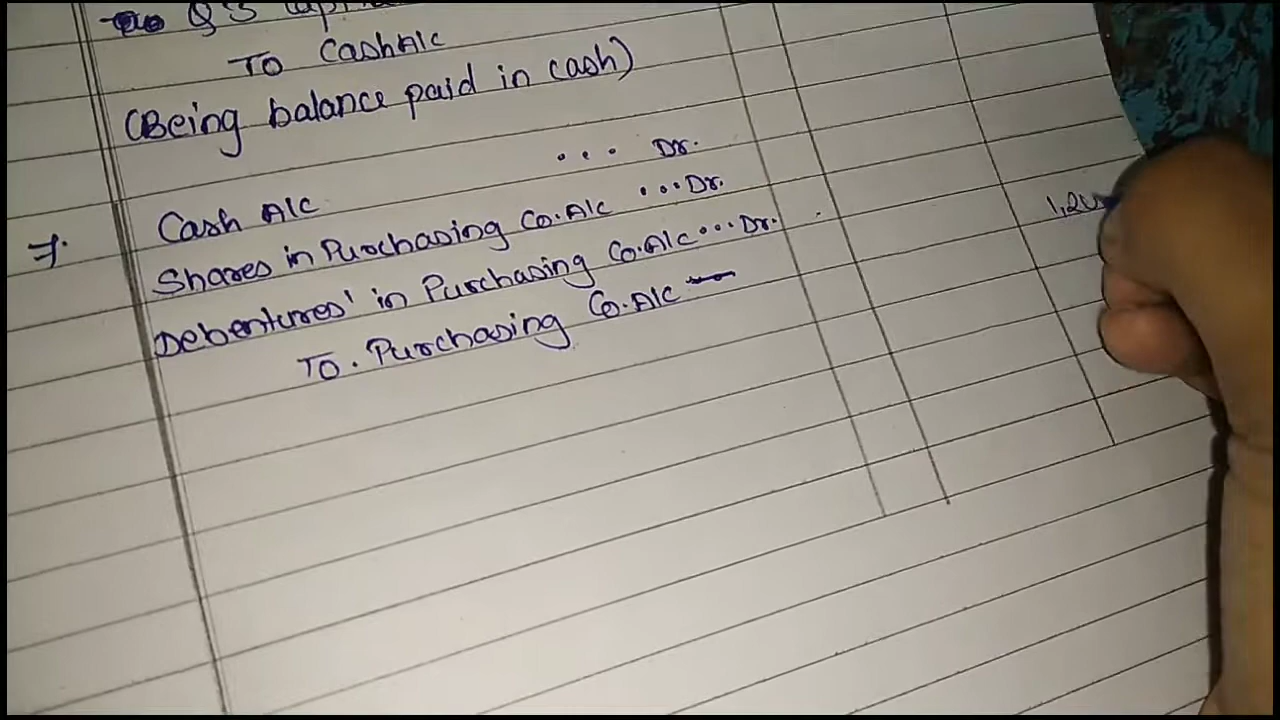 Q's
TO Cash A/c
(Being balance paid in cash)
7. Cash A/c ... Dr.
Shares in Purchasing Co. A/c ... Dr.
Debentures' in Purchasing Co. A/c ... Dr.
TO. Purchasing Co. A/c